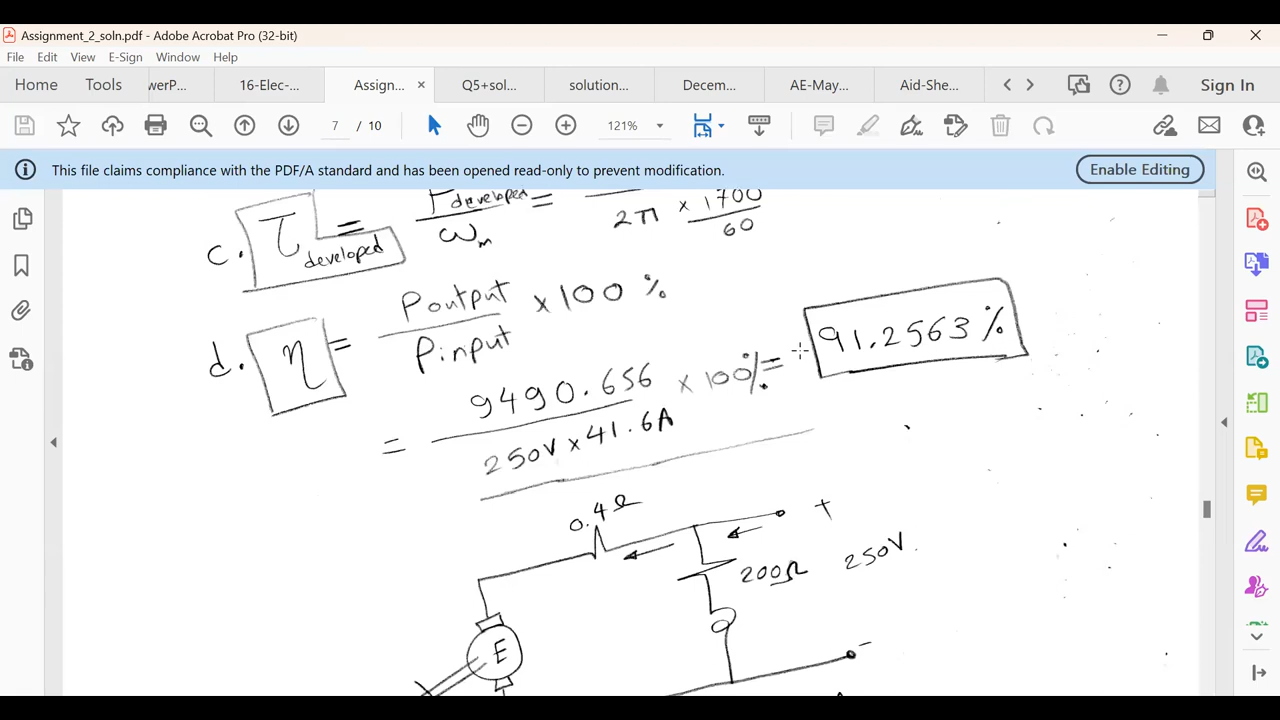 Assignment_2_soln.pdf - Adobe Acrobat Pro (32-bit)
File Edit View E-Sign Window Help
Home Tools werP... 16-Elec-... Assign... Q5+sol... solution... Decem... AE-May... Aid-She... Sign In
7 / 10 121%
This file claims compliance with the PDF/A standard and has been opened read-only to prevent modification. Enable Editing
c. τ developed = P developed / ωm = 2π × 1700/60
d. η = Poutput / Pinput × 100 %
= 9490.656 / 250V × 41.6A × 100% = 91.2563 %
0.4Ω +
200Ω 250V
E -